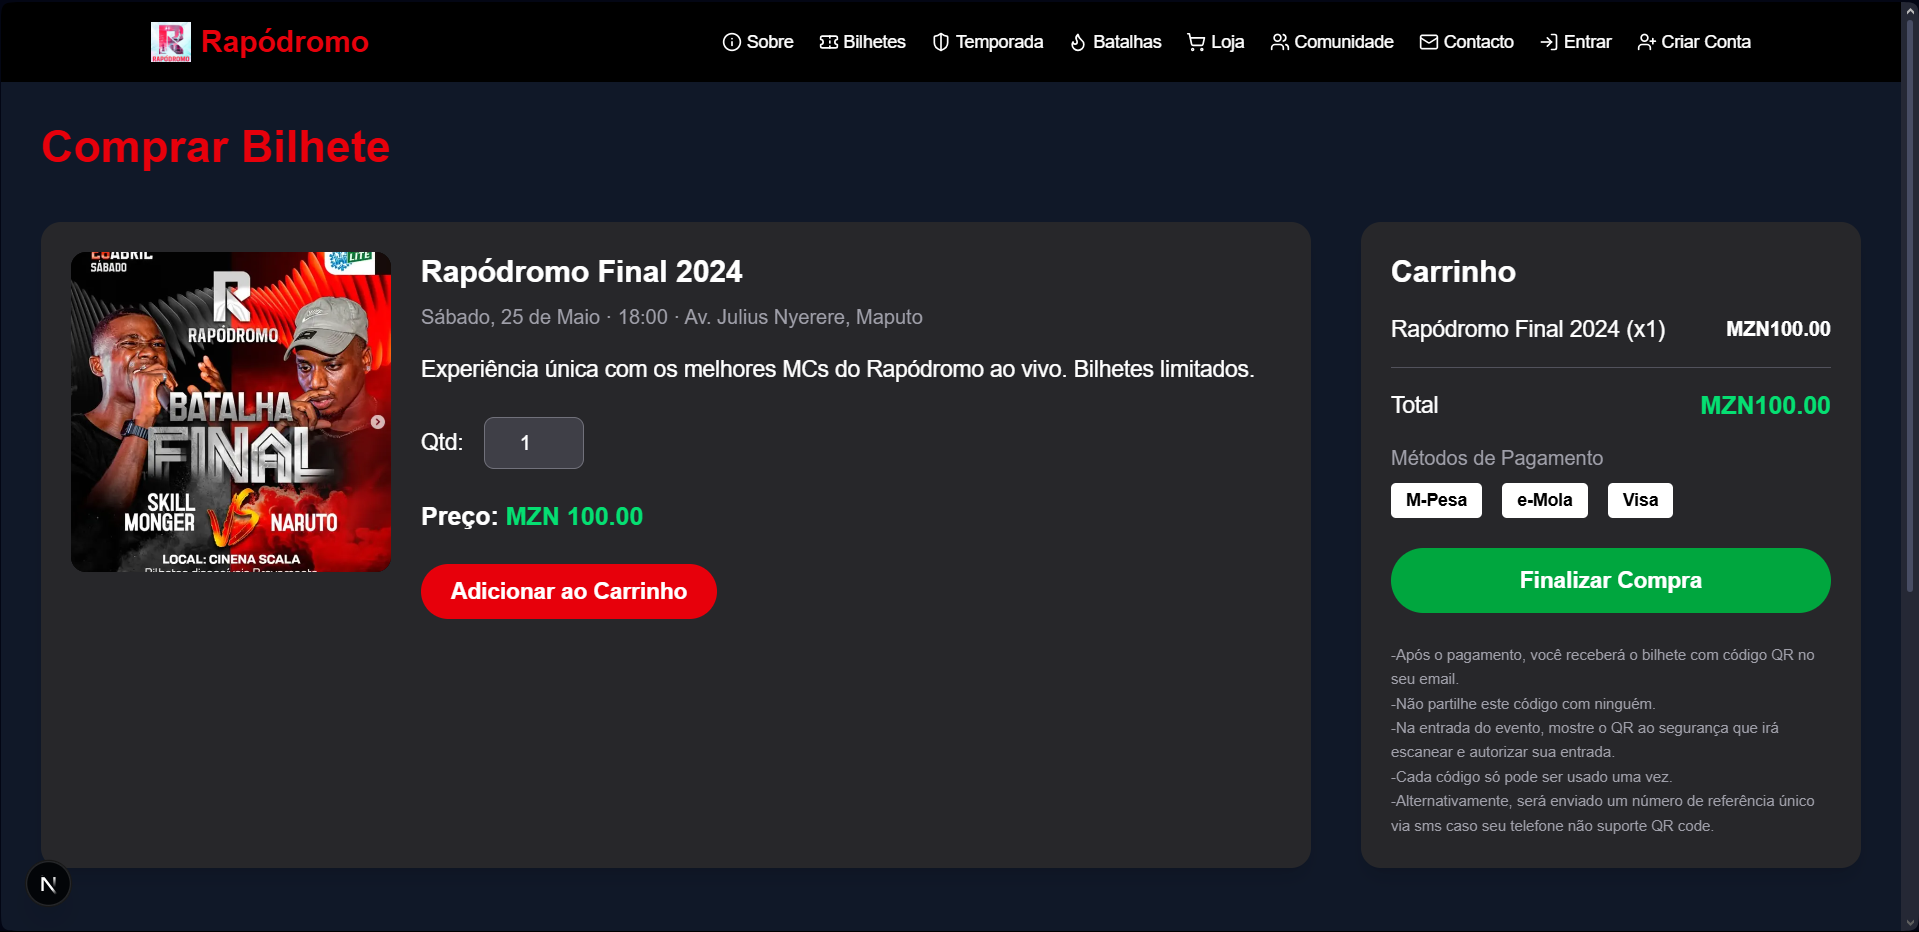 RAPODROMO
Rapódromo
Sobre
Bilhetes
Temporada
Batalhas
Loja
Comunidade
Contacto
Entrar
Criar Conta
Comprar Bilhete
SÁBADO
LITE
R
RAPÓDROMO
BATALHA
FINAL
SKILL
MONGER
VS
NARUTO
LOCAL: CINENA SCALA
Rapódromo Final 2024
Sábado, 25 de Maio · 18:00 · Av. Julius Nyerere, Maputo
Experiência única com os melhores MCs do Rapódromo ao vivo. Bilhetes limitados.
Qtd: 1
Preço: MZN 100.00
Adicionar ao Carrinho
Carrinho
Rapódromo Final 2024 (x1) MZN100.00
Total MZN100.00
Métodos de Pagamento
M-Pesa e-Mola Visa
Finalizar Compra
-Após o pagamento, você receberá o bilhete com código QR no
seu email.
-Não partilhe este código com ninguém.
-Na entrada do evento, mostre o QR ao segurança que irá
escanear e autorizar sua entrada.
-Cada código só pode ser usado uma vez.
-Alternativamente, será enviado um número de referência único
via sms caso seu telefone não suporte QR code.
N